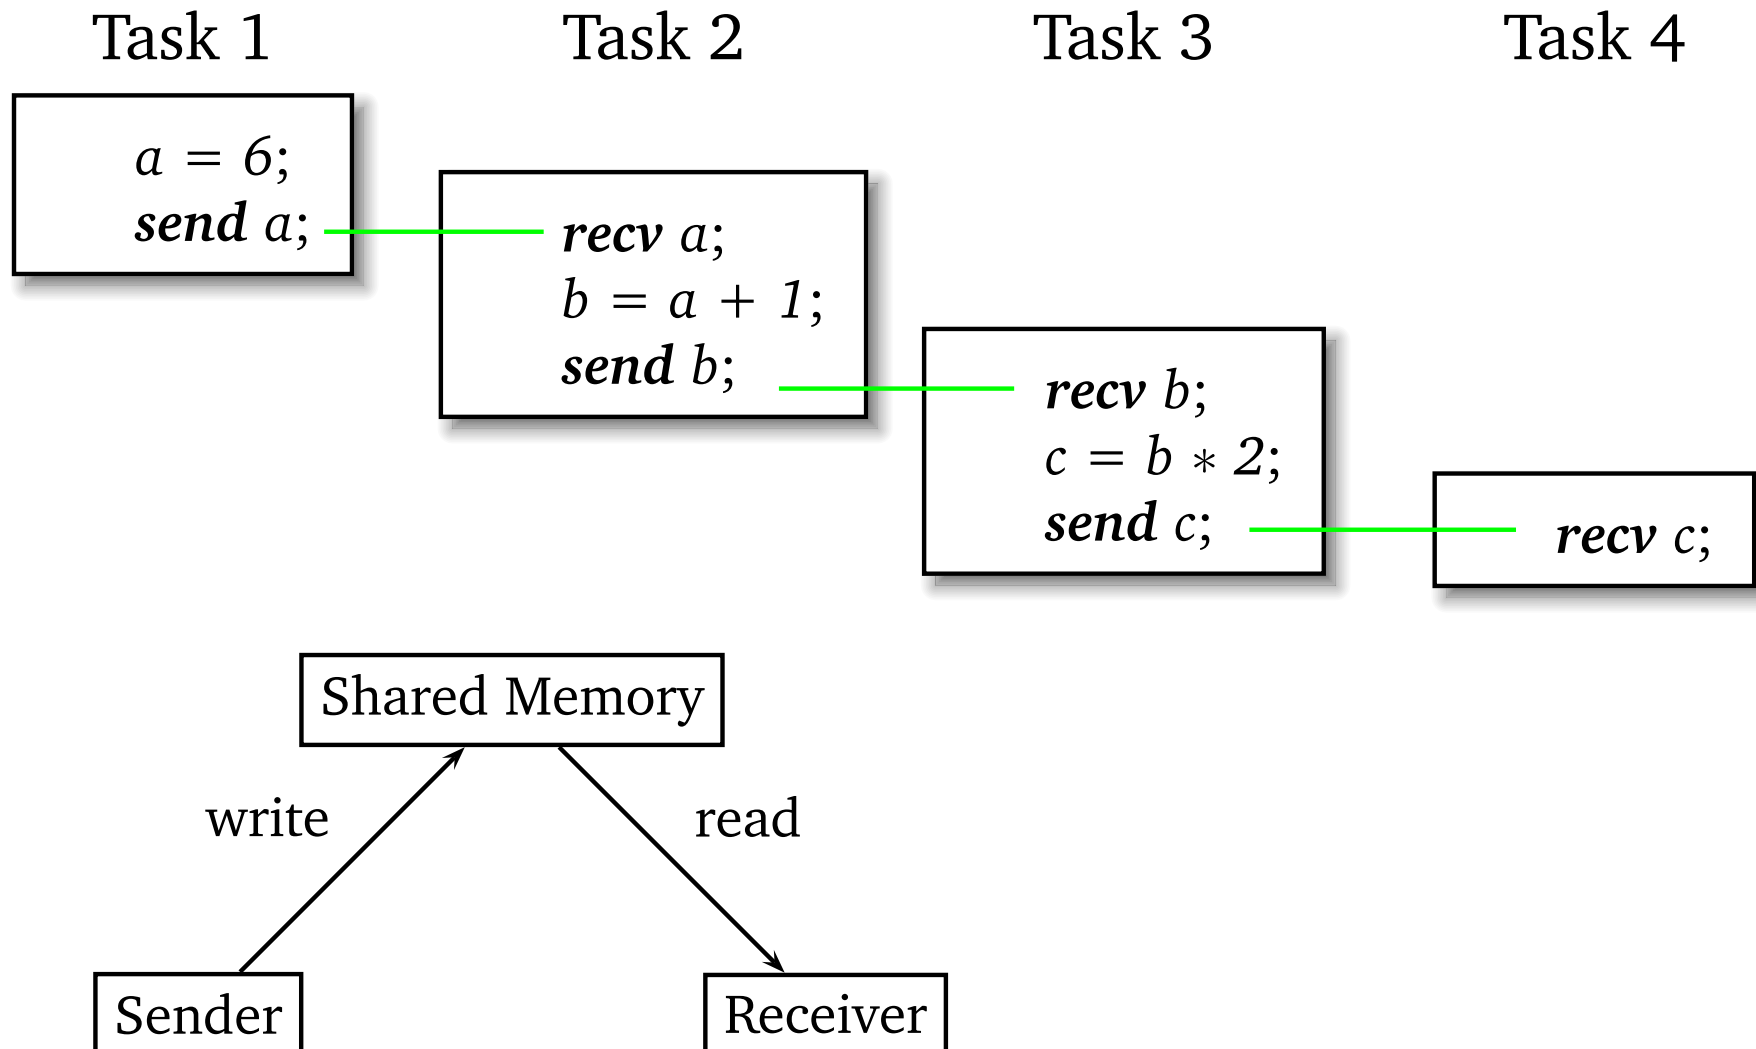 Task 1
Task 2
Task 3
Task 4
a = 6;
send a;
recv a;
b = a + 1;
send b;
recv b;
c = b * 2;
send c;
recv c;
Shared Memory
write
read
Sender
Receiver